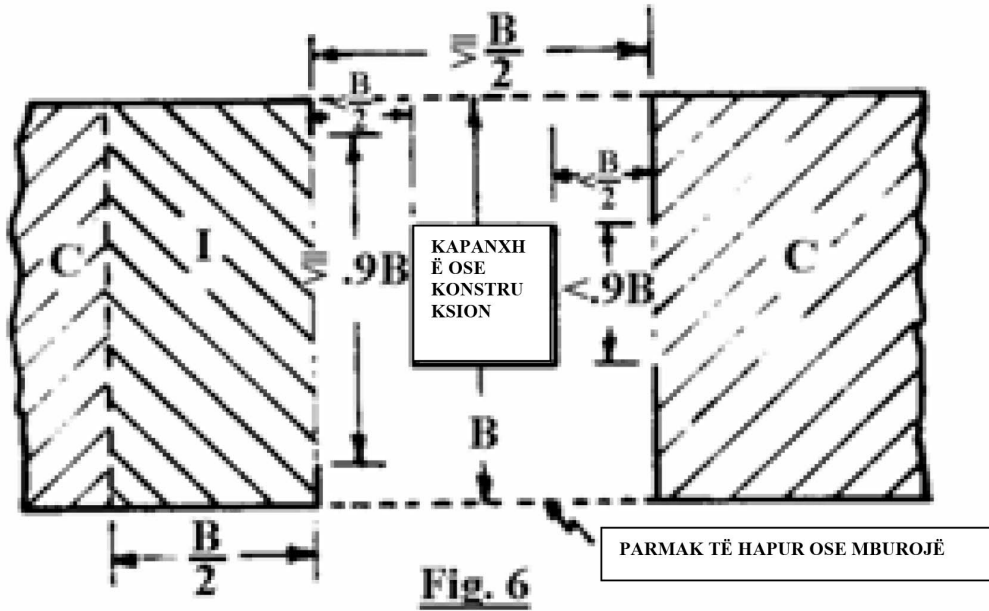 ≥ B/2
< B/2
< B/2
C
I
≥ .9B
KAPANXH
Ë OSE
KONSTRU
KSION
< .9B
C
B
B/2
PARMAK TË HAPUR OSE MBUROJË
Fig. 6